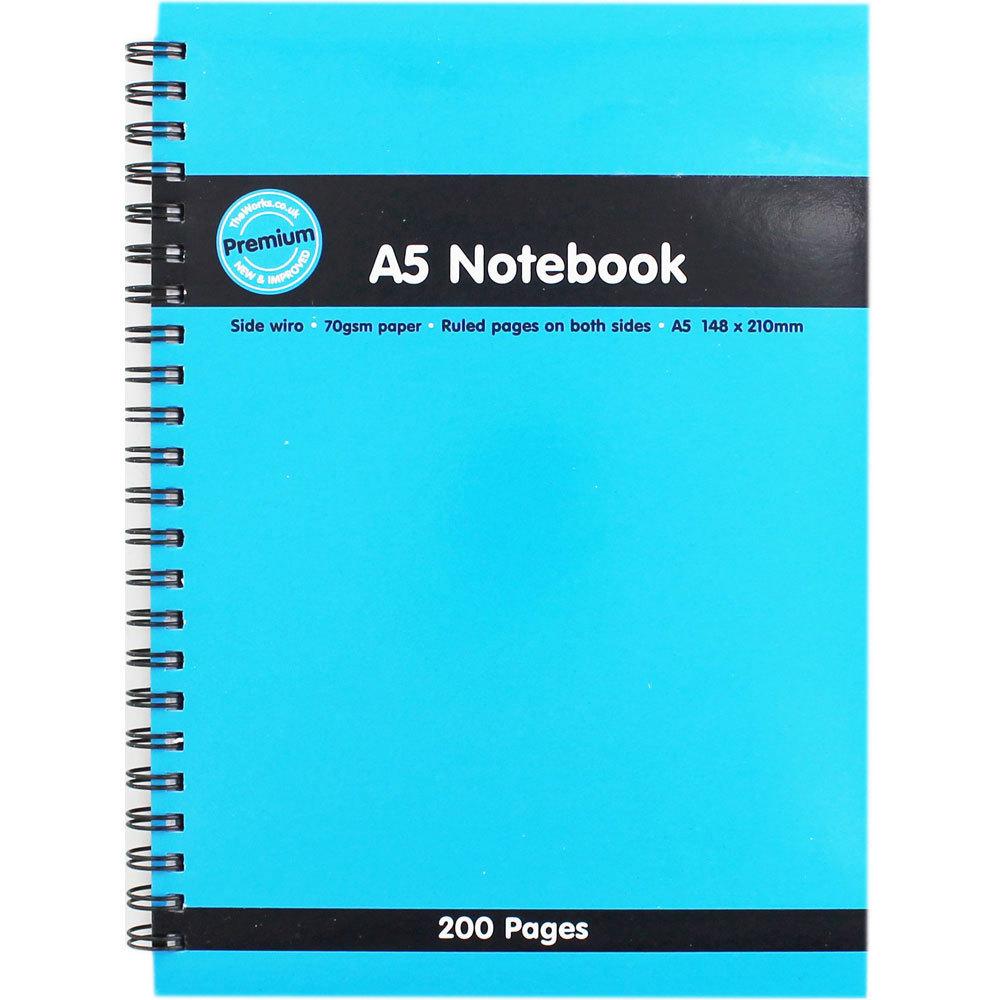 TheWorks.co.uk
Premium
NEW & IMPROVED
A5 Notebook
Side wiro • 70gsm paper • Ruled pages on both sides • A5 148 x 210mm
200 Pages